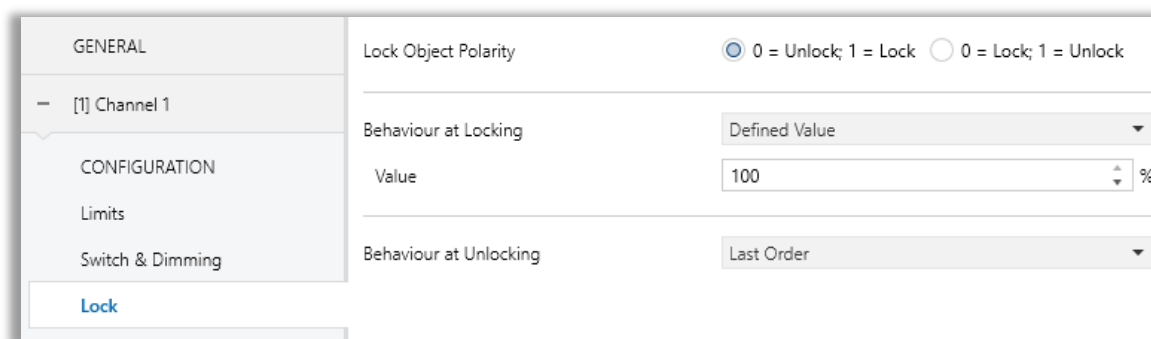 GENERAL
[1] Channel 1
CONFIGURATION
Limits
Switch & Dimming
Lock
Lock Object Polarity
0 = Unlock; 1 = Lock
0 = Lock; 1 = Unlock
Behaviour at Locking
Defined Value
Value
100
%
Behaviour at Unlocking
Last Order